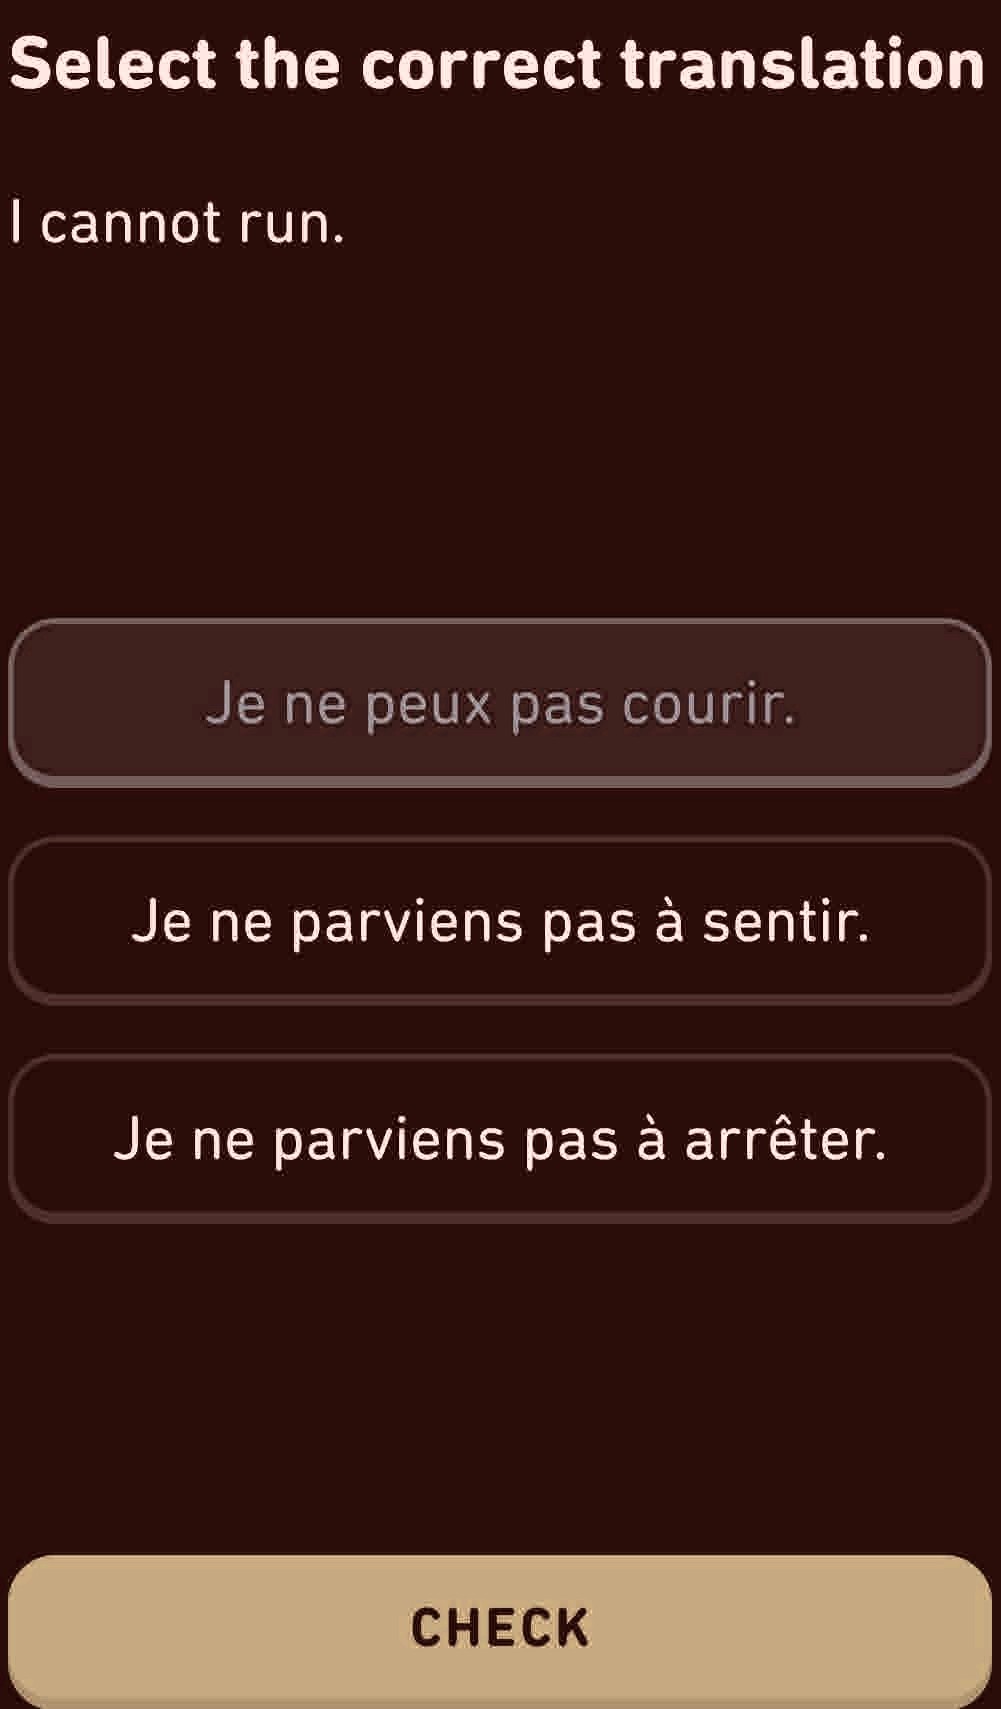 Select the correct translation
I cannot run.
Je ne peux pas courir.
Je ne parviens pas à sentir.
Je ne parviens pas à arrêter.
CHECK